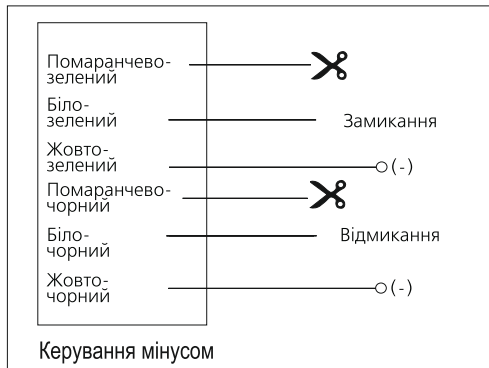 Помаранчево-
зелений
Біло-
зелений
Замикання
Жовто-
зелений
(-)
Помаранчево-
чорний
Біло-
чорний
Відмикання
Жовто-
чорний
(-)
Керування мінусом